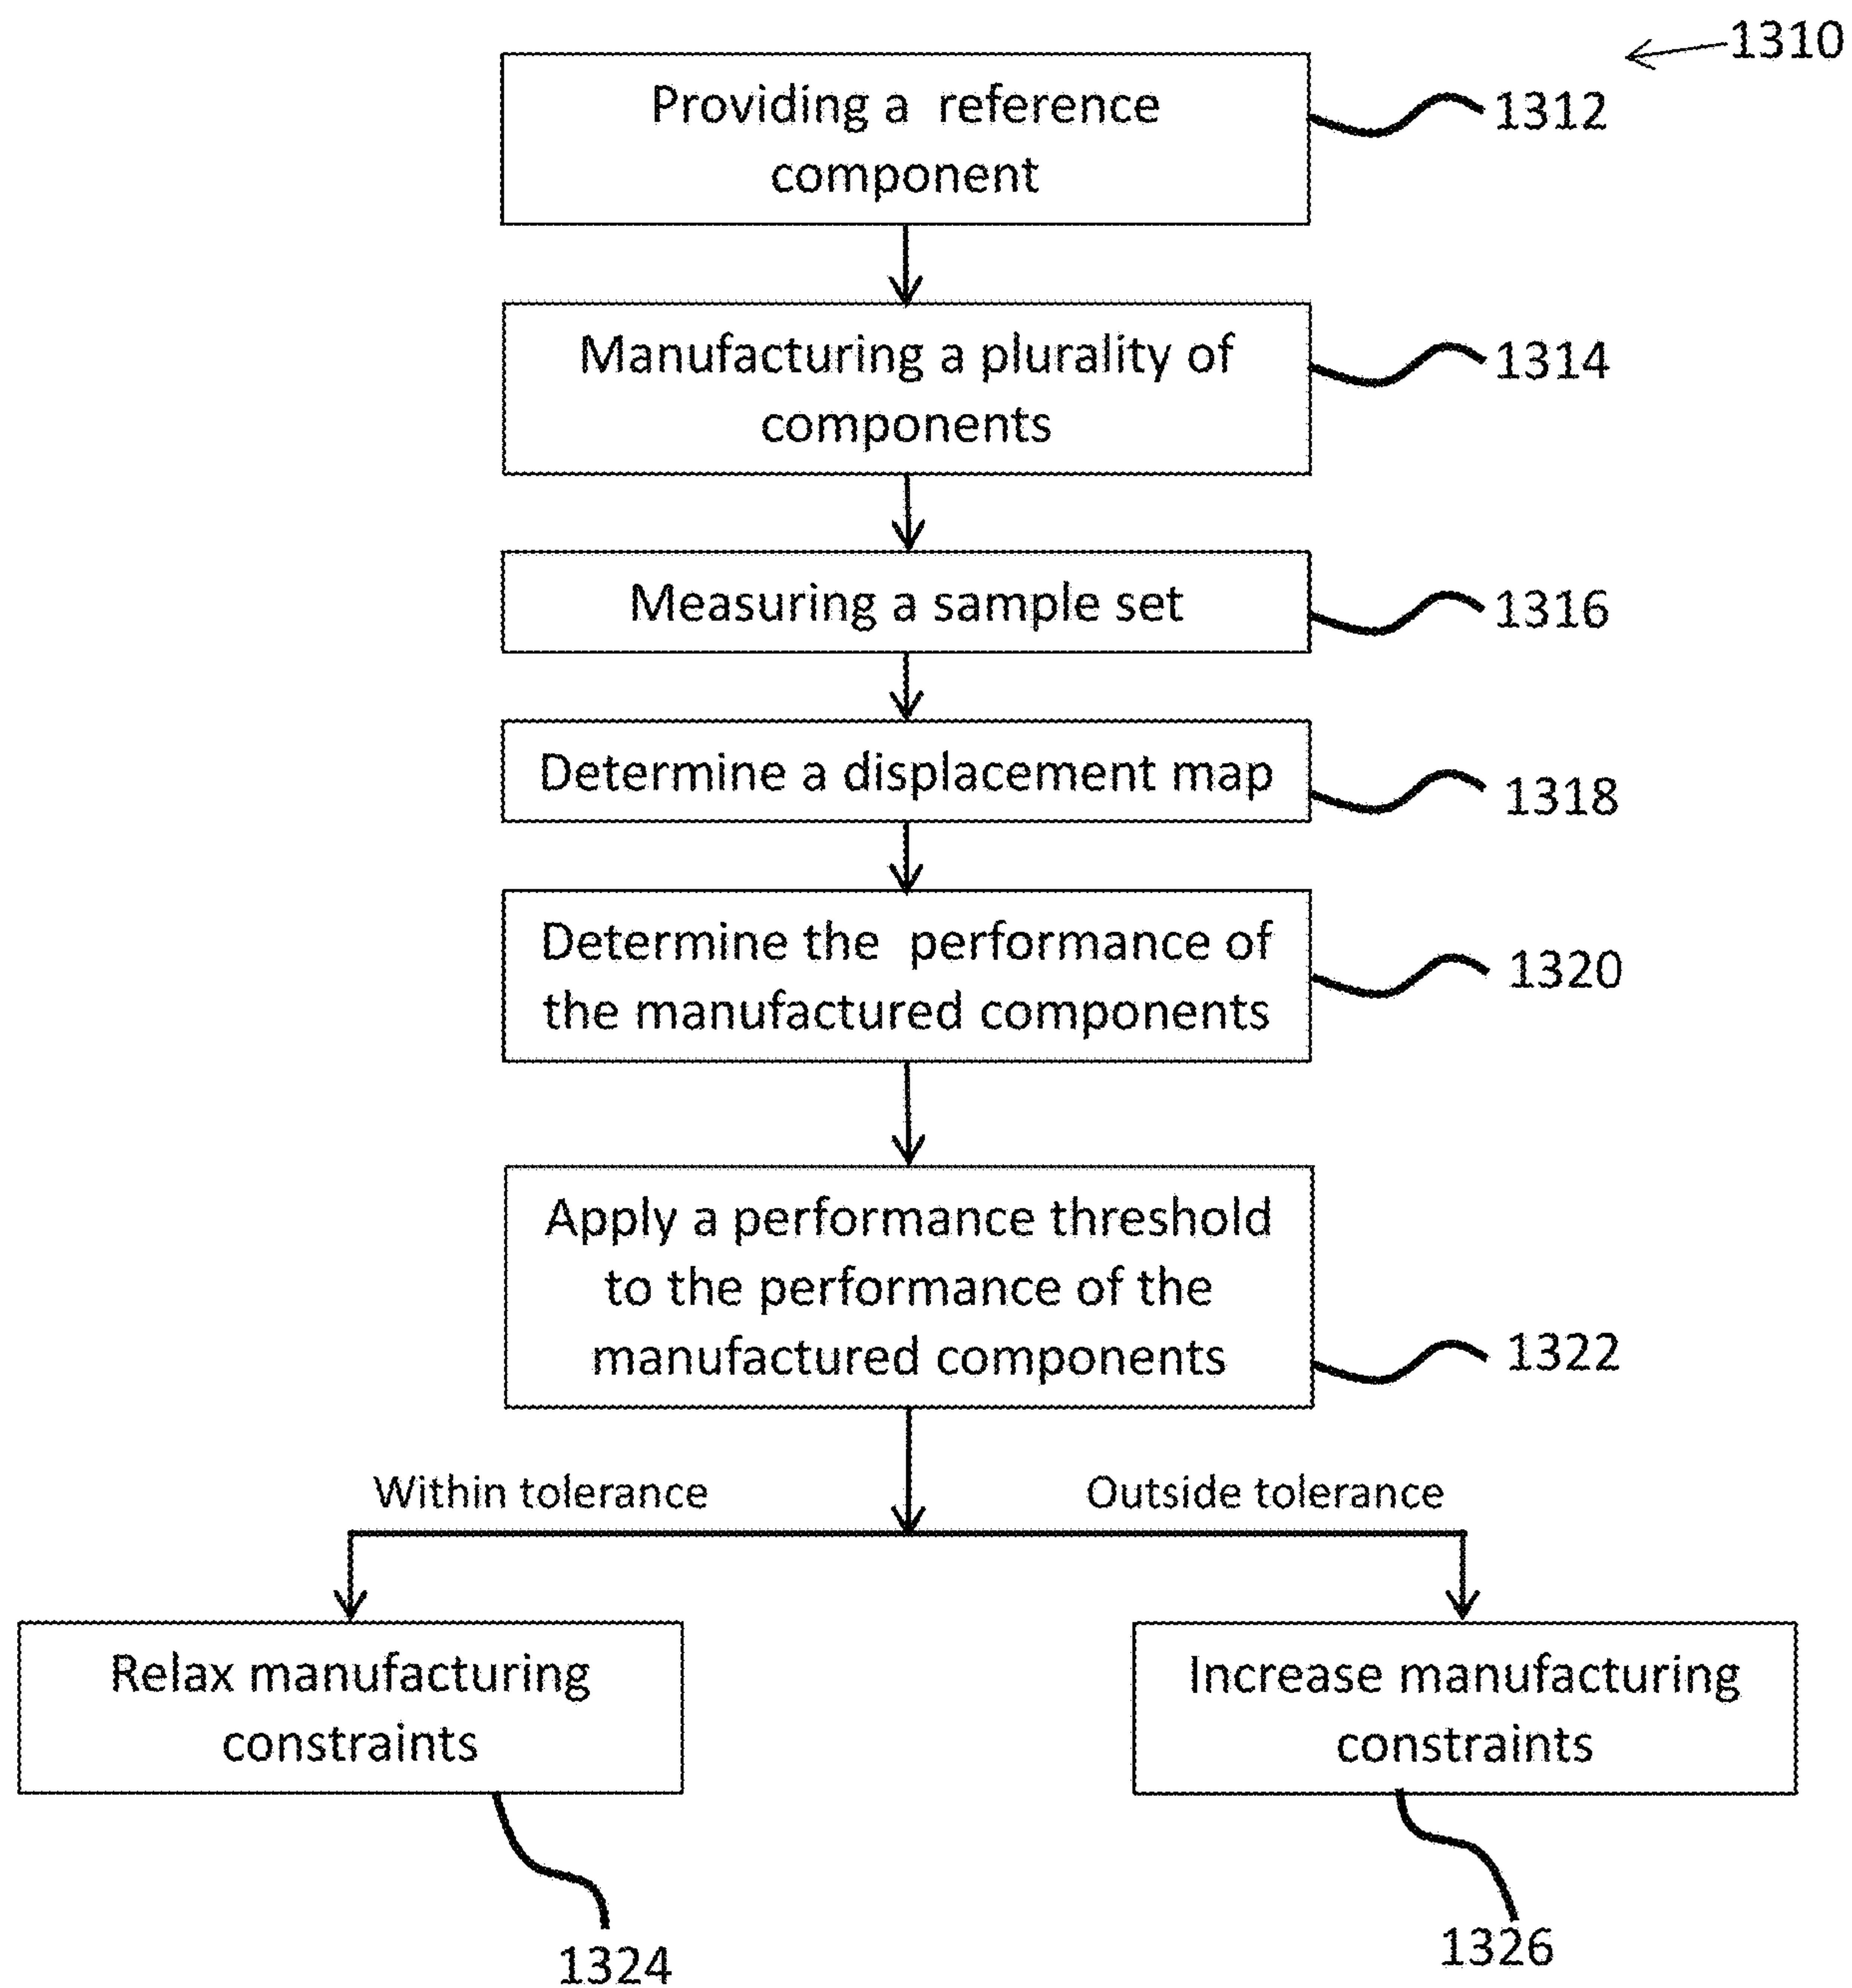 1310
Providing a reference
component
1312
Manufacturing a plurality of
components
1314
Measuring a sample set
1316
Determine a displacement map
1318
Determine the performance of
the manufactured components
1320
Apply a performance threshold
to the performance of the
manufactured components
1322
Within tolerance
Outside tolerance
Relax manufacturing
constraints
Increase manufacturing
constraints
1324
1326